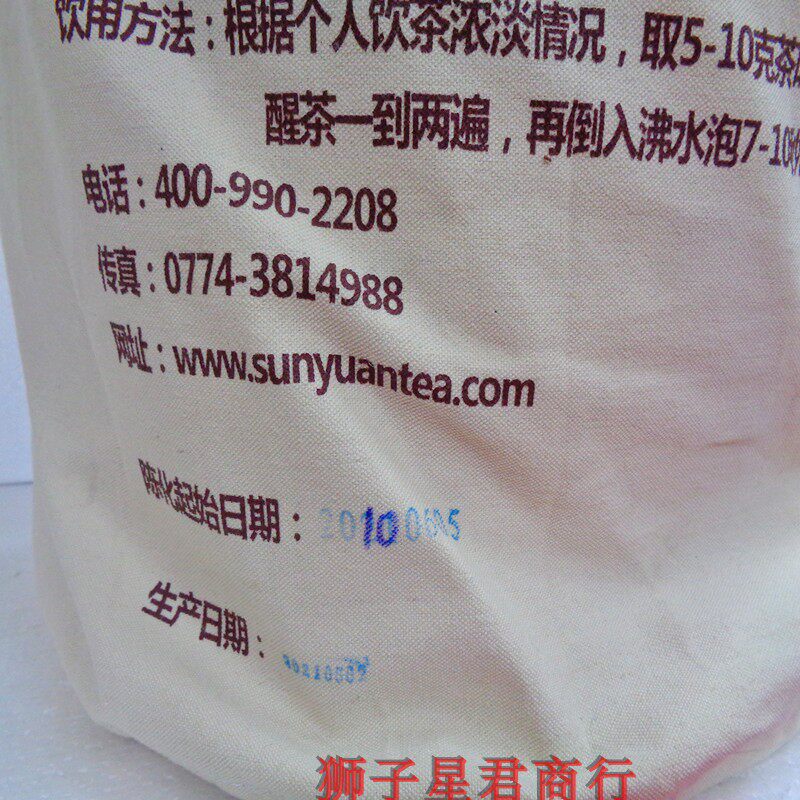 饮用方法：根据个人饮茶浓淡情况，取5-10克茶
醒茶一到两遍，再倒入沸水泡7-10
电话：400-990-2208
传真：0774-3814988
网址：www.sunyuantea.com
陈化起始日期：
生产日期：
狮子星君商行